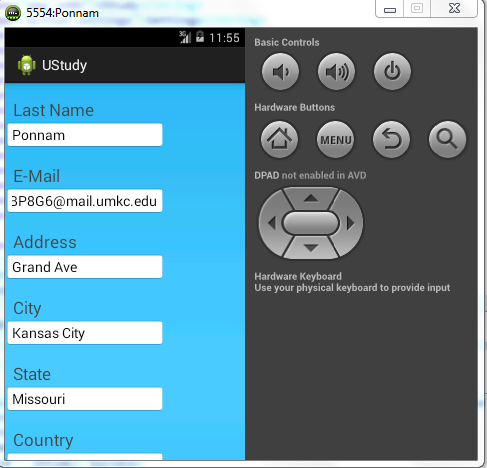 5554:Ponnam
3G 11:55
UStudy
Last Name
Ponnam
E-Mail
3P8G6@mail.umkc.edu
Address
Grand Ave
City
Kansas City
State
Missouri
Country
Basic Controls
Hardware Buttons
MENU
DPAD not enabled in AVD
Hardware Keyboard
Use your physical keyboard to provide input